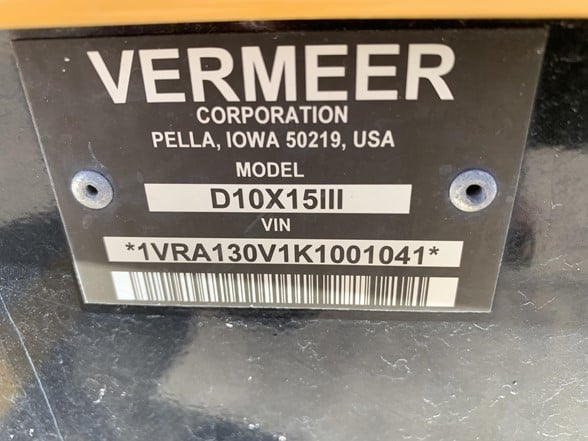 VERMEER
CORPORATION
PELLA, IOWA 50219, USA
MODEL
D10X15III
VIN
*1VRA130V1K1001041*